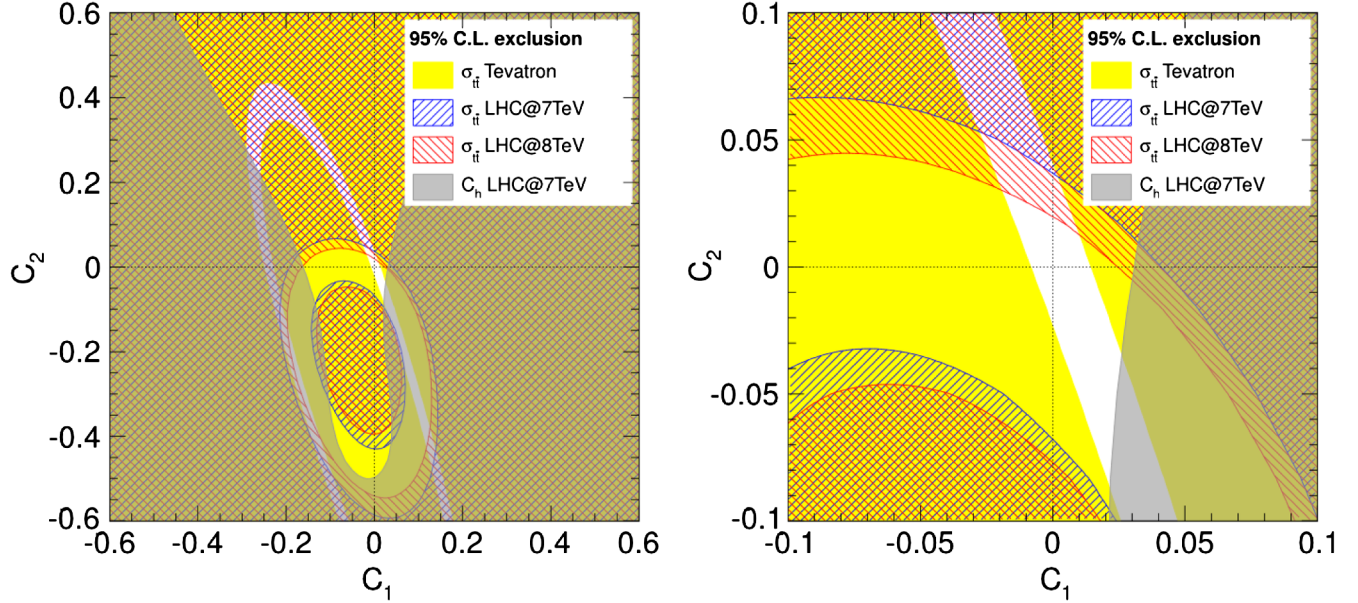 95% C.L. exclusion
σtt̄ Tevatron
σtt̄ LHC@7TeV
σtt̄ LHC@8TeV
Ch LHC@7TeV
0.6
0.4
0.2
0
-0.2
-0.4
-0.6
C2
-0.6 -0.4 -0.2 0 0.2 0.4 0.6
C1
95% C.L. exclusion
σtt̄ Tevatron
σtt̄ LHC@7TeV
σtt̄ LHC@8TeV
Ch LHC@7TeV
0.1
0.05
0
-0.05
-0.1
C2
-0.1 -0.05 0 0.05 0.1
C1